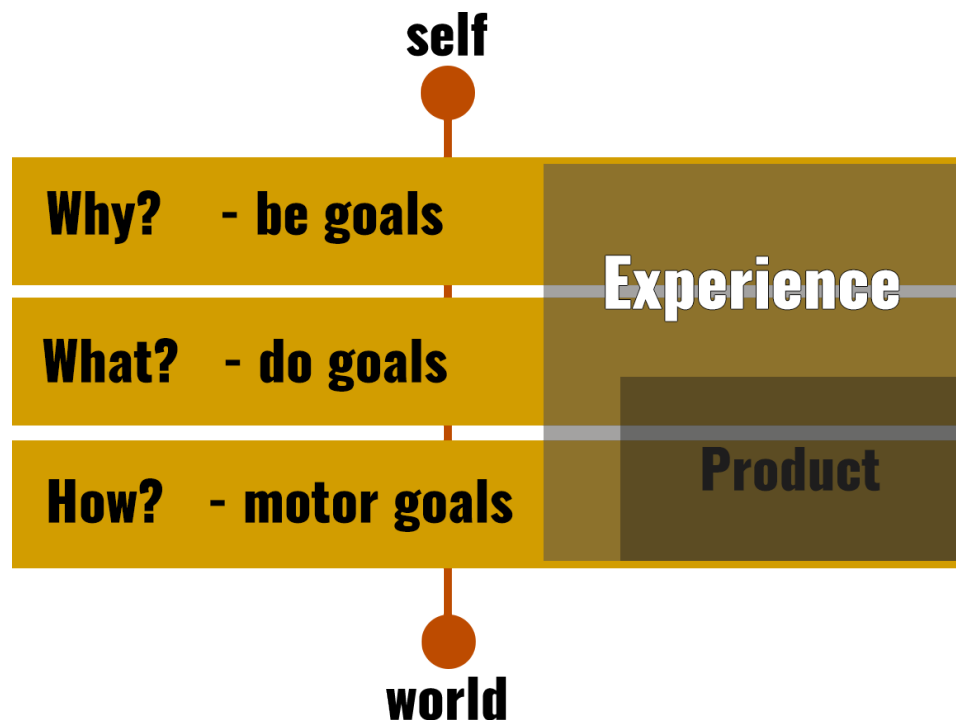 self
Why? - be goals
Experience
What? - do goals
Product
How? - motor goals
world